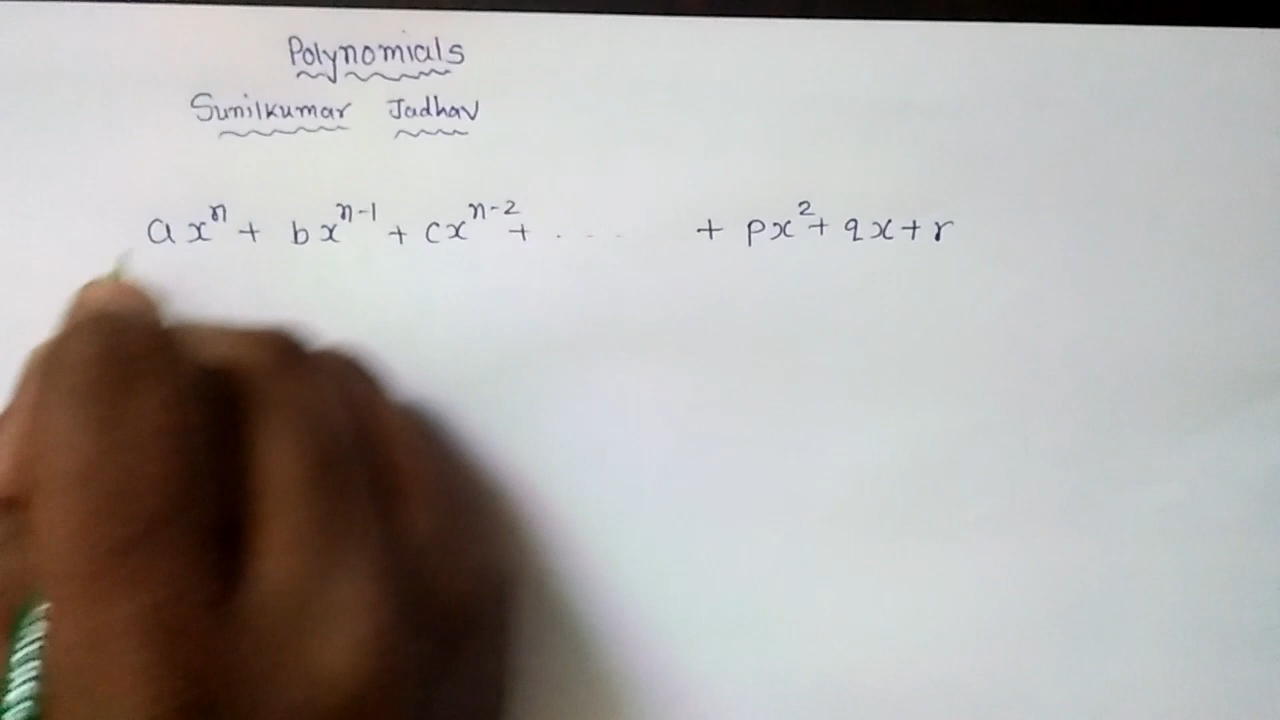 Polynomials
Sunilkumar Jadhav
ax^n + bx^(n-1) + cx^(n-2) + . . . . + px^2 + qx + r